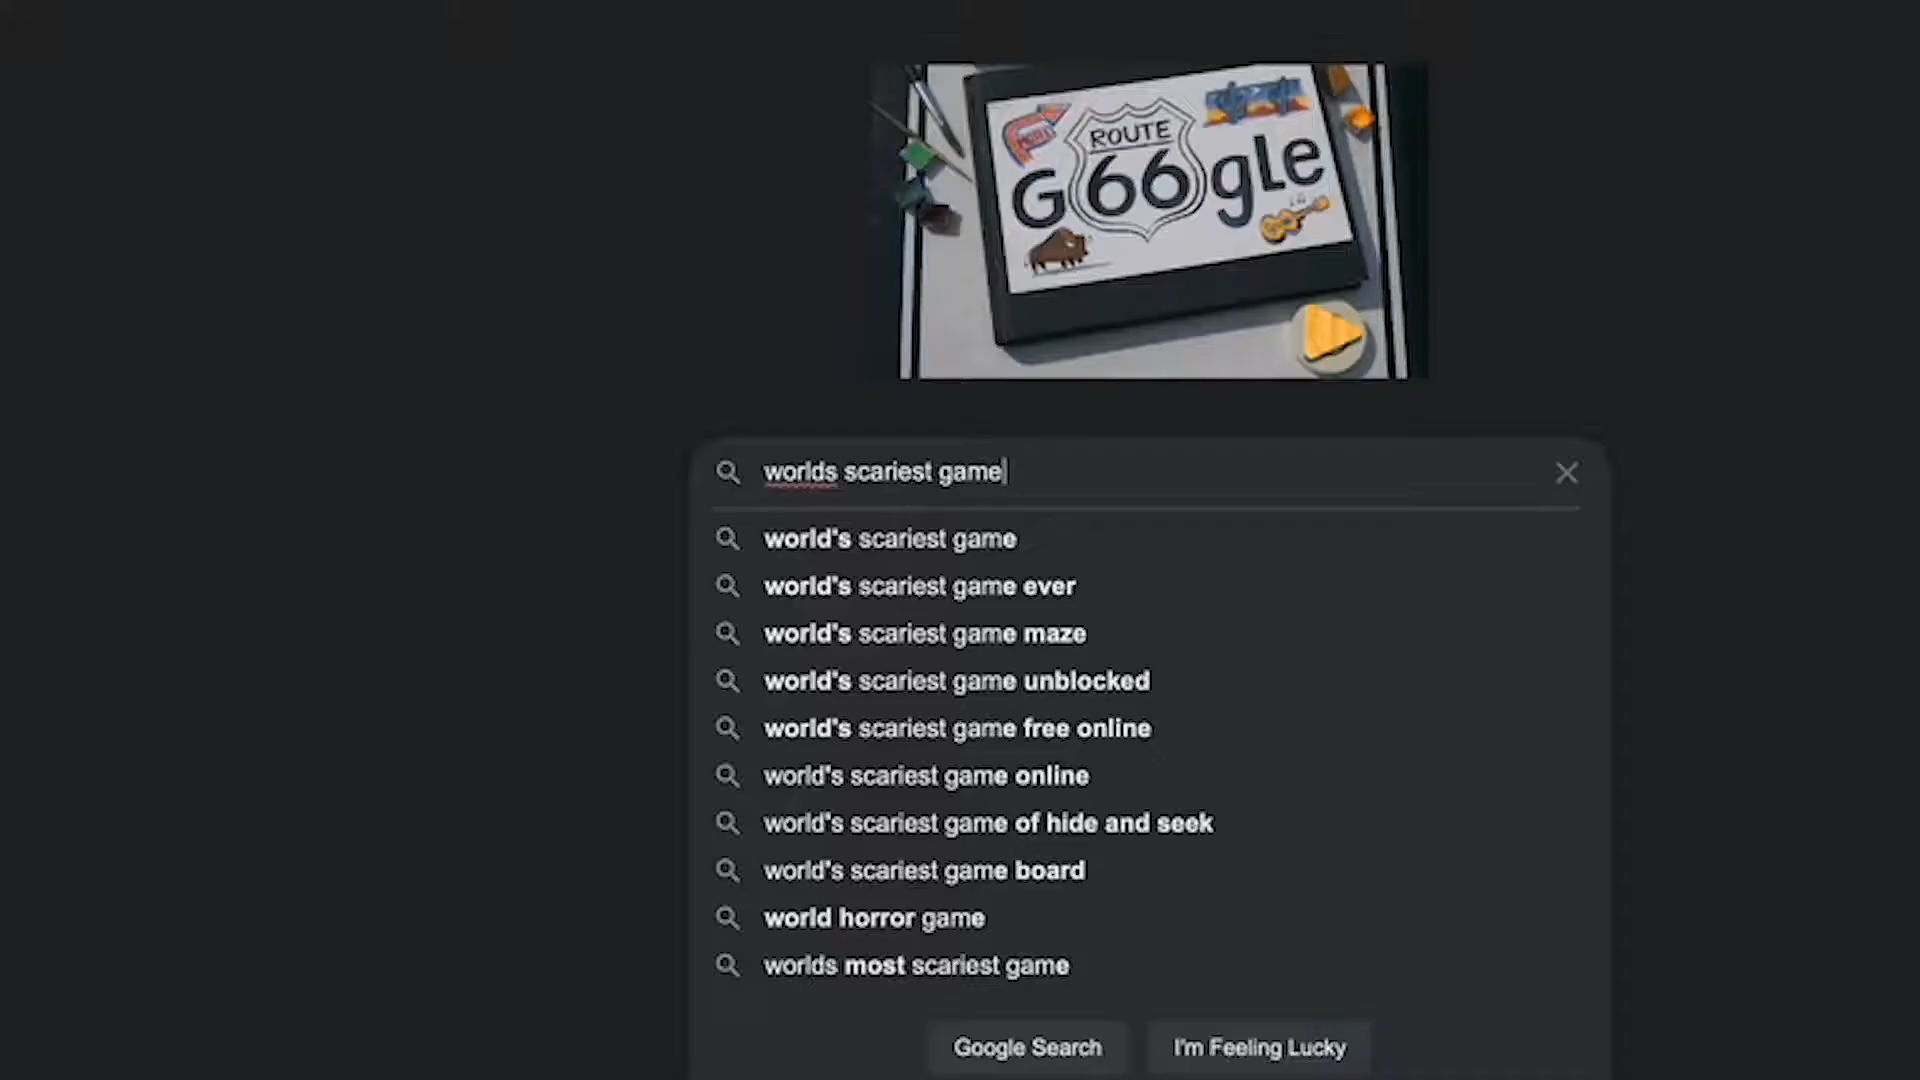 ROUTE
G66gLe
worlds scariest game
world's scariest game
world's scariest game ever
world's scariest game maze
world's scariest game unblocked
world's scariest game free online
world's scariest game online
world's scariest game of hide and seek
world's scariest game board
world horror game
worlds most scariest game
Google Search
I'm Feeling Lucky